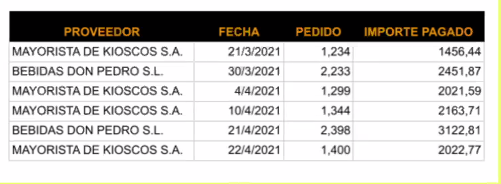 PROVEEDOR FECHA PEDIDO IMPORTE PAGADO
MAYORISTA DE KIOSCOS S.A. 21/3/2021 1,234 1456,44
BEBIDAS DON PEDRO S.L. 30/3/2021 2,233 2451,87
MAYORISTA DE KIOSCOS S.A. 4/4/2021 1,299 2021,59
MAYORISTA DE KIOSCOS S.A. 10/4/2021 1,344 2163,71
BEBIDAS DON PEDRO S.L. 21/4/2021 2,398 3122,81
MAYORISTA DE KIOSCOS S.A. 22/4/2021 1,400 2022,77